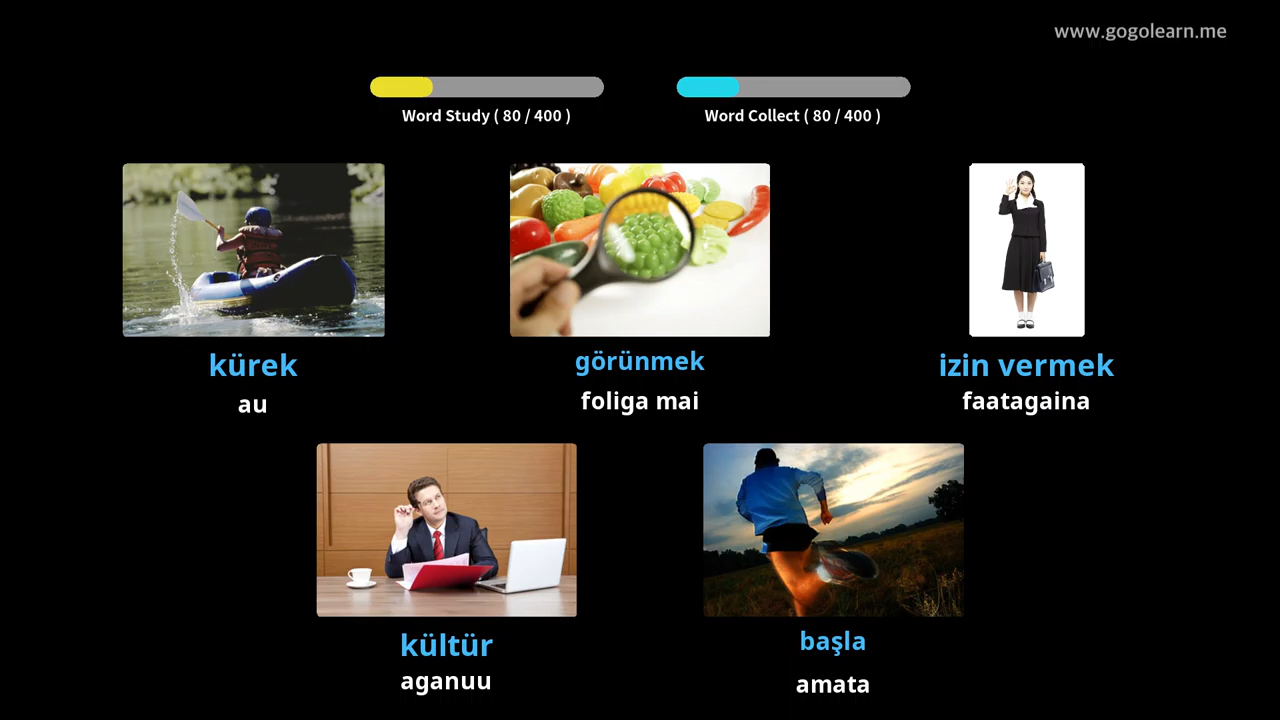 www.gogolearn.me
Word Study ( 80 / 400 )
Word Collect ( 80 / 400 )
kürek
au
görünmek
foliga mai
izin vermek
faatagaina
kültür
aganuu
başla
amata